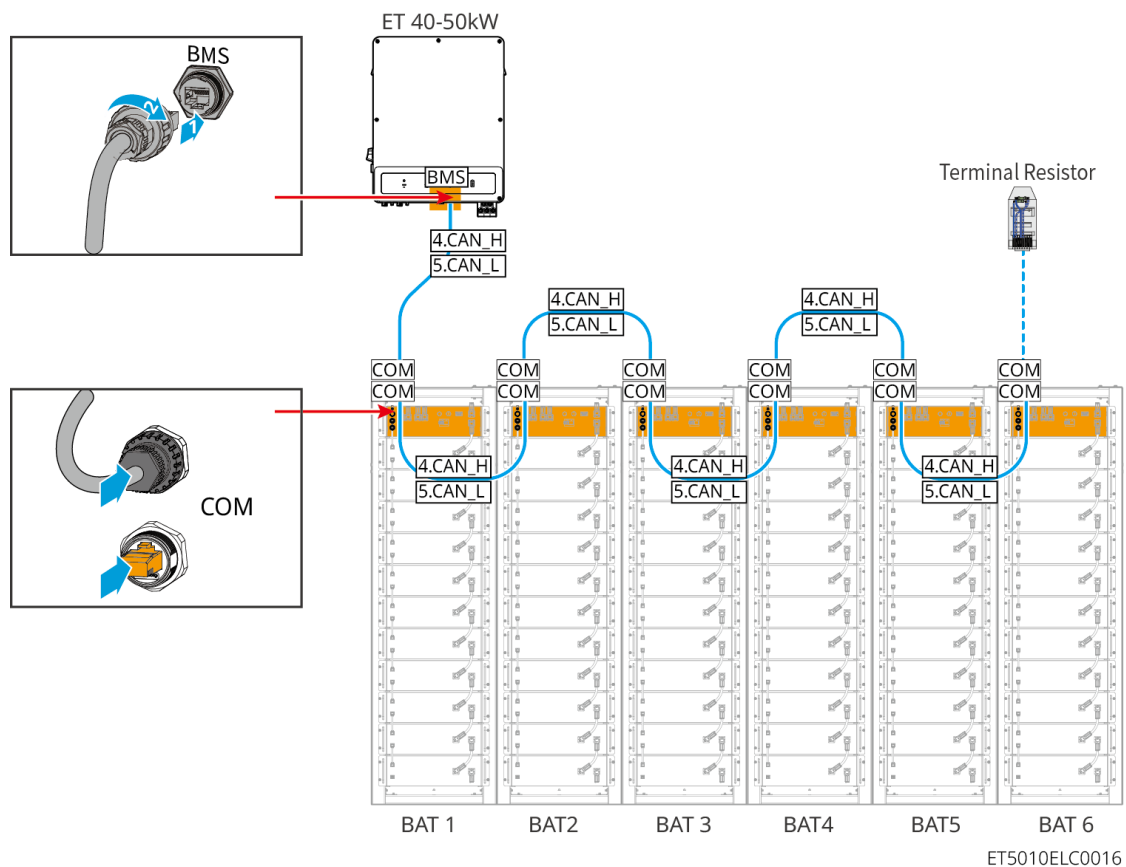 ET 40-50kW
BMS
2
1
BMS
Terminal Resistor
4.CAN_H
5.CAN_L
4.CAN_H
5.CAN_L
4.CAN_H
5.CAN_L
COM COM COM COM COM COM
COM COM COM COM COM COM
4.CAN_H
5.CAN_L
4.CAN_H
5.CAN_L
4.CAN_H
5.CAN_L
COM
BAT 1 BAT2 BAT 3 BAT4 BAT5 BAT 6
ET5010ELC0016